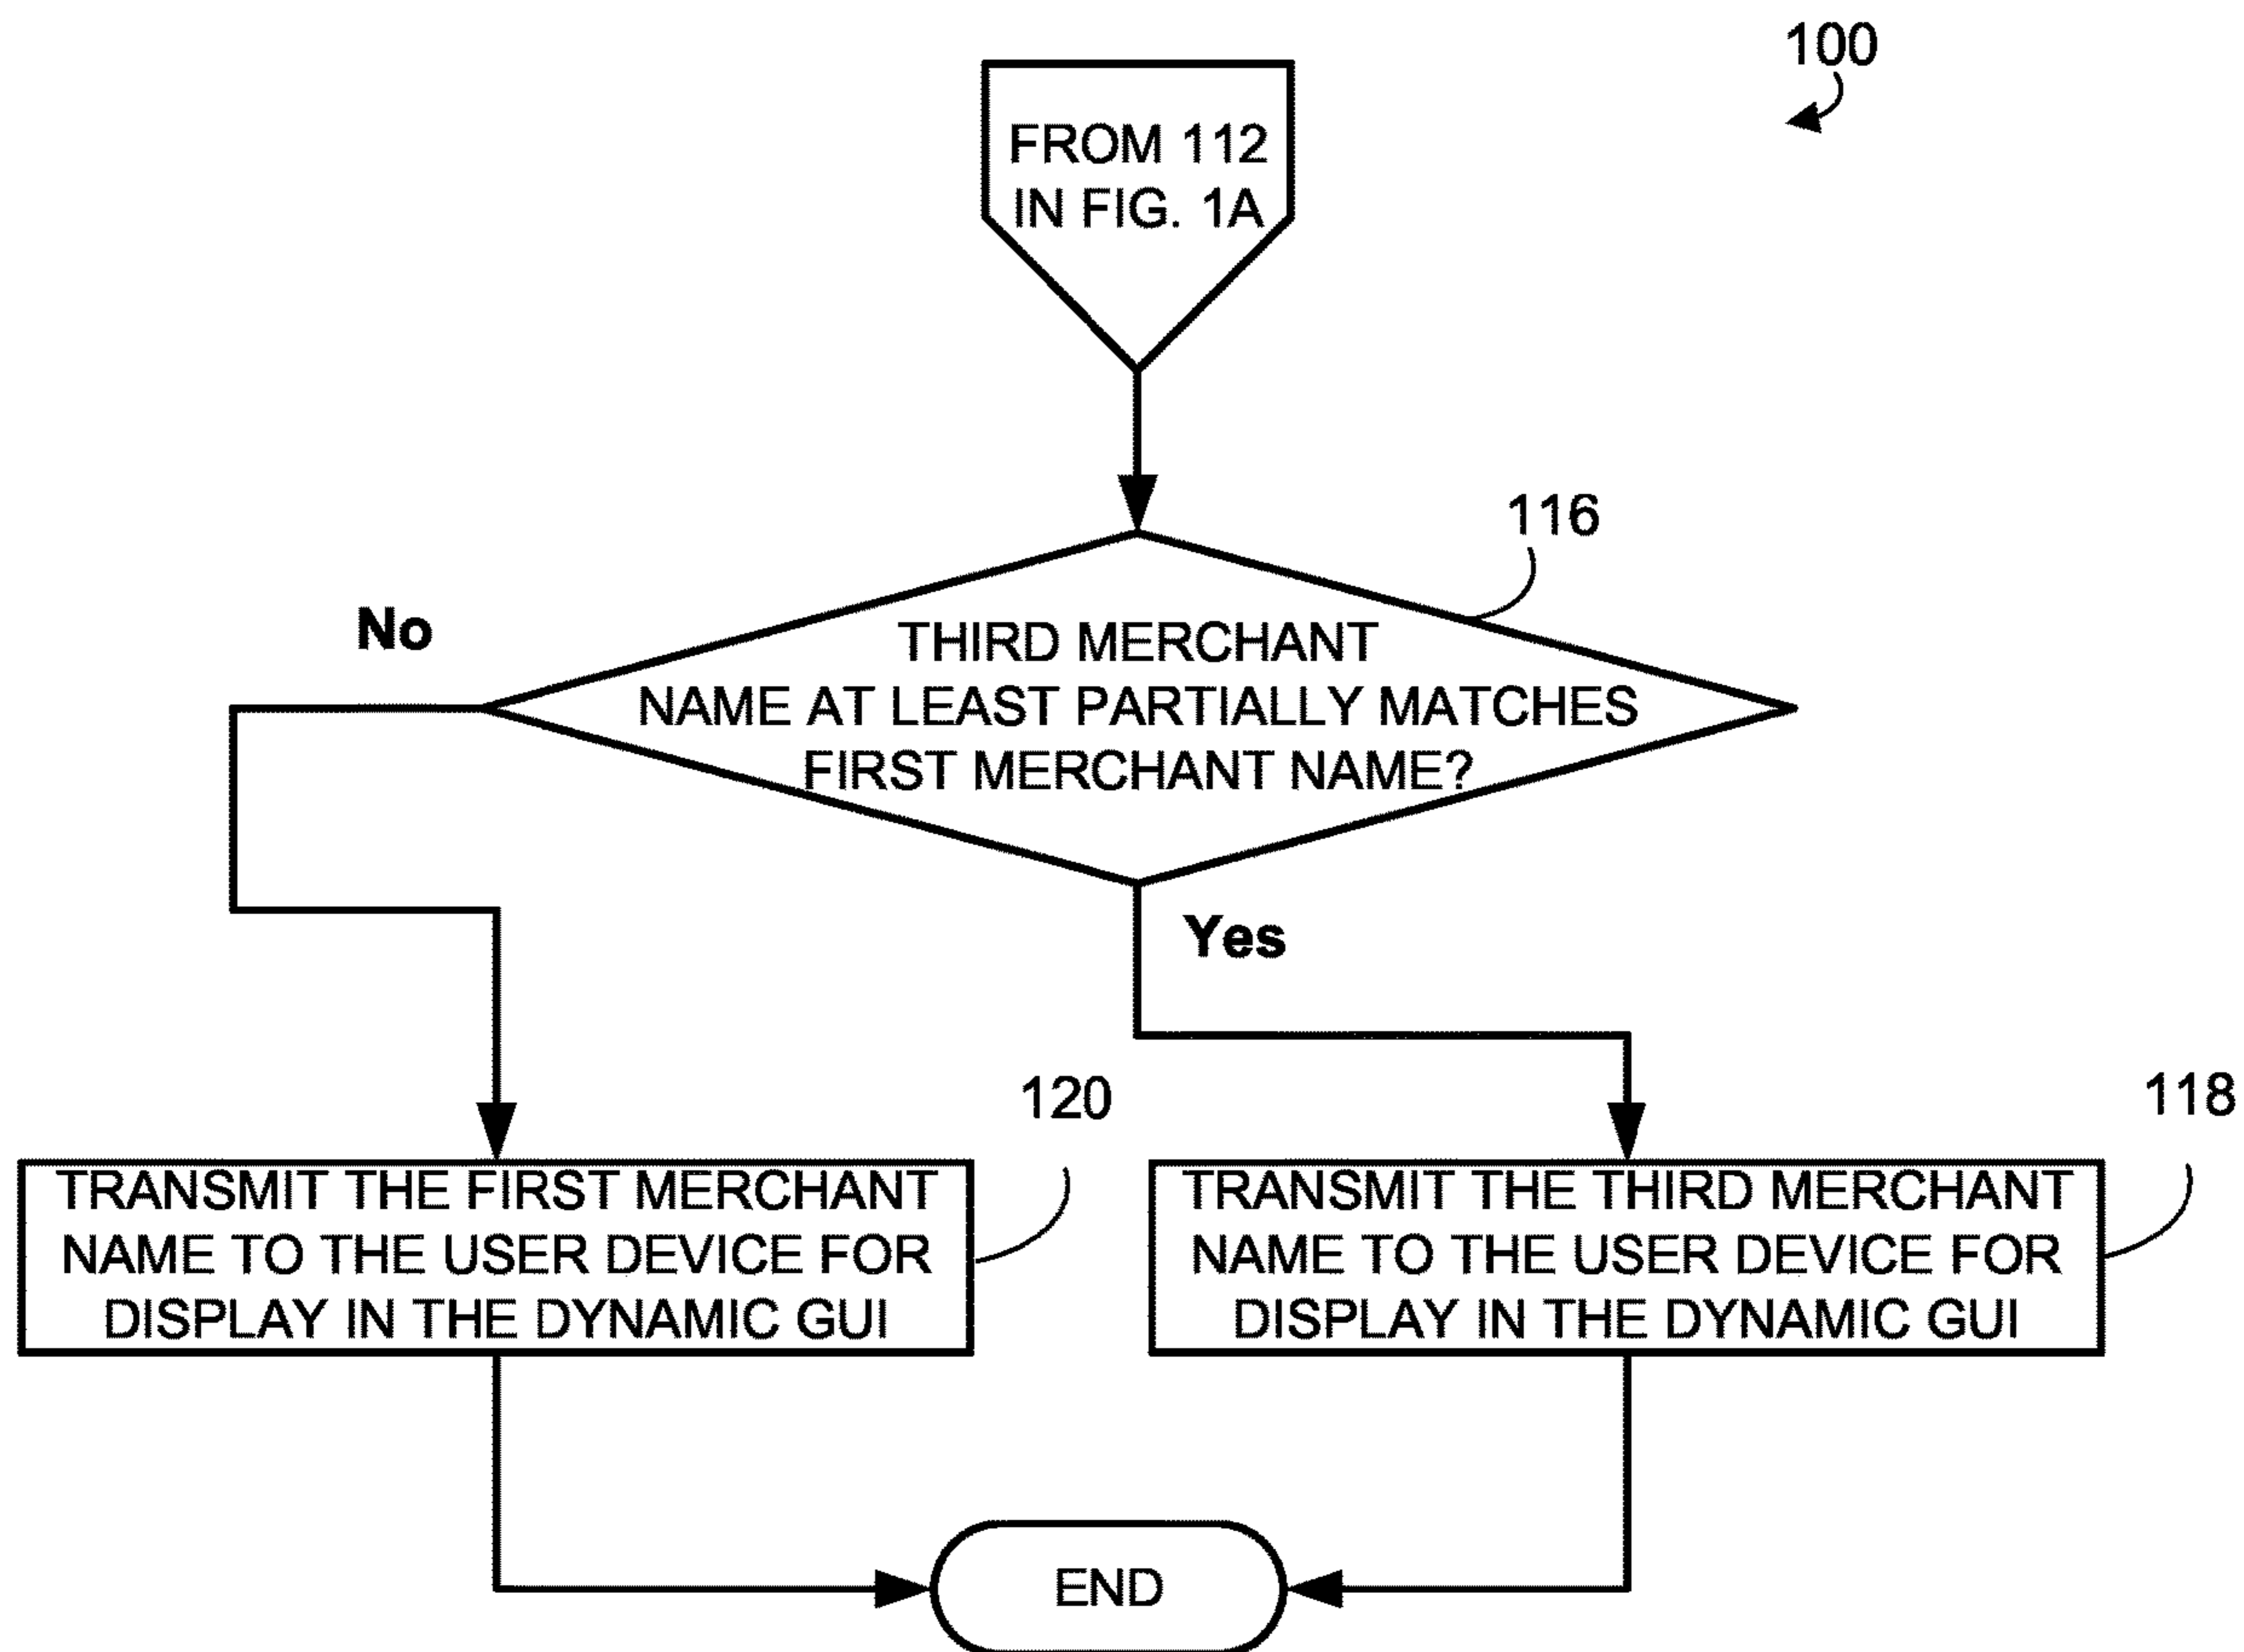 100
FROM 112
IN FIG. 1A
116
No
THIRD MERCHANT
NAME AT LEAST PARTIALLY MATCHES
FIRST MERCHANT NAME?
Yes
120
118
TRANSMIT THE FIRST MERCHANT
NAME TO THE USER DEVICE FOR
DISPLAY IN THE DYNAMIC GUI
TRANSMIT THE THIRD MERCHANT
NAME TO THE USER DEVICE FOR
DISPLAY IN THE DYNAMIC GUI
END